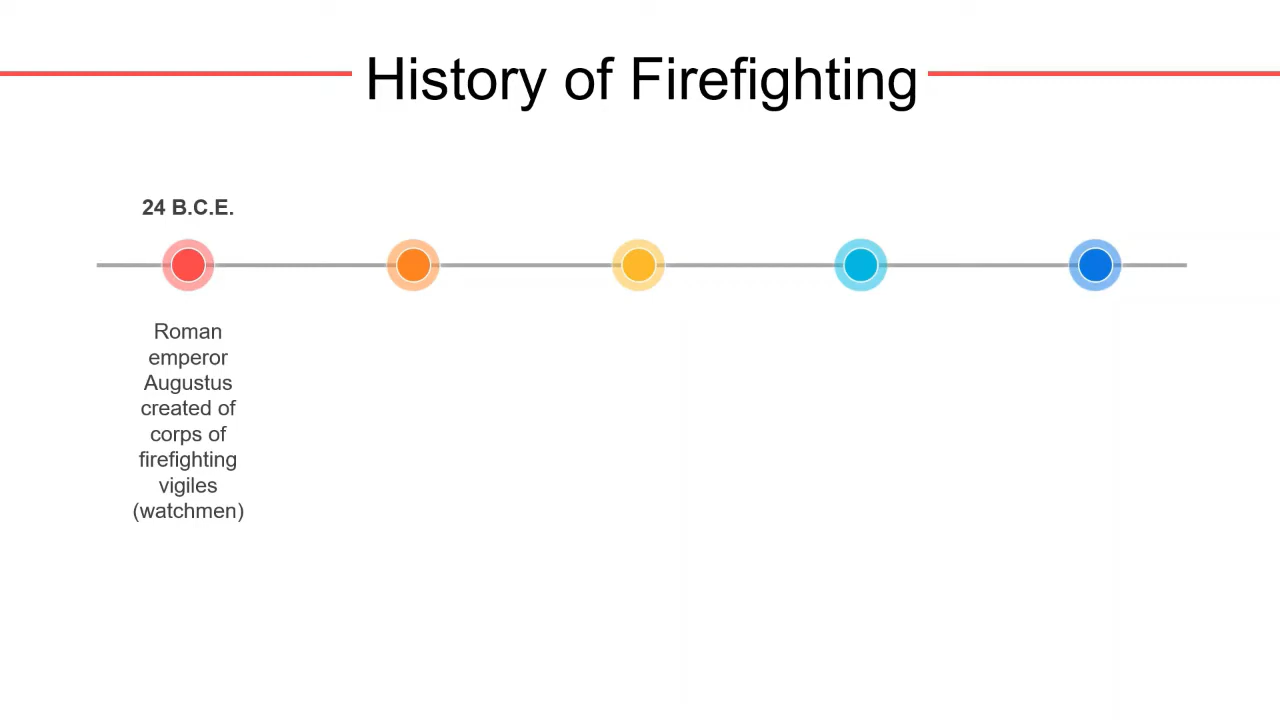 History of Firefighting
24 B.C.E.
Roman
emperor
Augustus
created of
corps of
firefighting
vigiles
(watchmen)